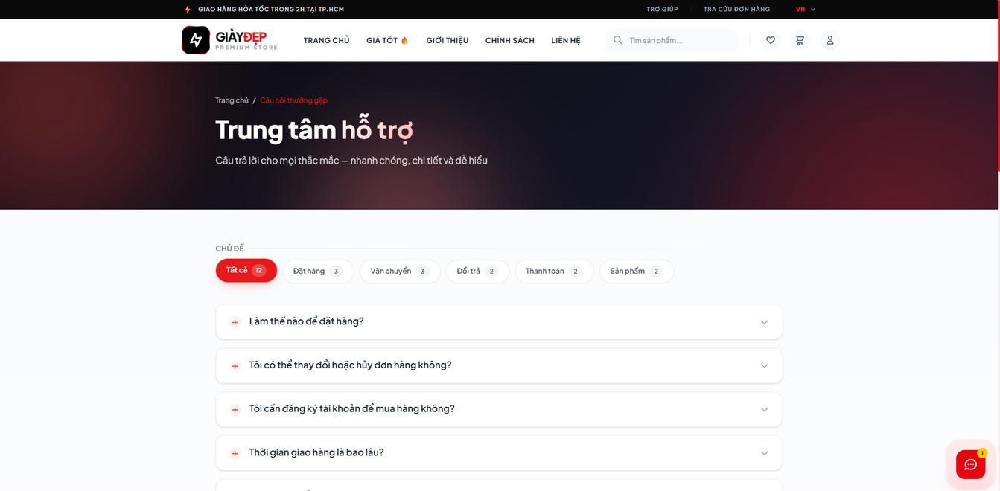 GIAO HÀNG HỎA TỐC TRONG 2H TẠI TP.HCM
TRỢ GIÚP
TRA CỨU ĐƠN HÀNG
VN
GIÀYĐẸP
PREMIUM STORE
TRANG CHỦ
GIÁ TỐT
GIỚI THIỆU
CHÍNH SÁCH
LIÊN HỆ
Tìm sản phẩm...
Trang chủ / Câu hỏi thường gặp
Trung tâm hỗ trợ
Câu trả lời cho mọi thắc mắc — nhanh chóng, chi tiết và dễ hiểu
CHỦ ĐỀ
Tất cả 12
Đặt hàng 3
Vận chuyển 3
Đổi trả 2
Thanh toán 2
Sản phẩm 2
Làm thế nào để đặt hàng?
Tôi có thể thay đổi hoặc hủy đơn hàng không?
Tôi cần đăng ký tài khoản để mua hàng không?
Thời gian giao hàng là bao lâu?
1